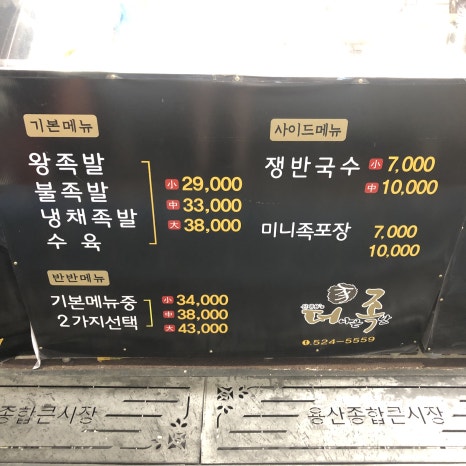 기본메뉴
왕족발
불족발
냉채족발
수육
小 29,000
中 33,000
大 38,000
반반메뉴
기본메뉴중
2가지선택
小 34,000
中 38,000
大 43,000
사이드메뉴
쟁반국수 小 7,000
中 10,000
미니족포장 7,000
10,000
족발
524-5559
종합큰시장
용산종합큰시장